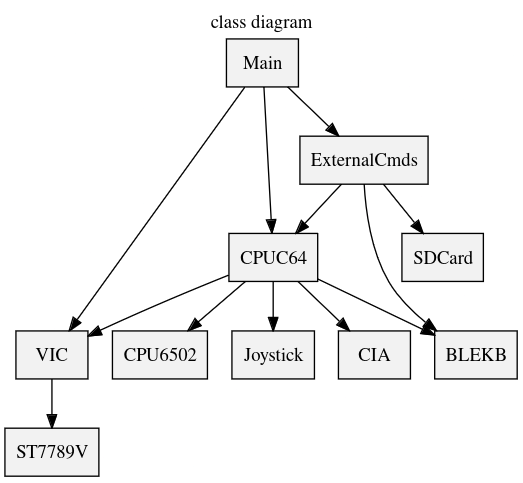 class diagram
Main
ExternalCmds
CPUC64
SDCard
VIC
CPU6502
Joystick
CIA
BLEKB
ST7789V